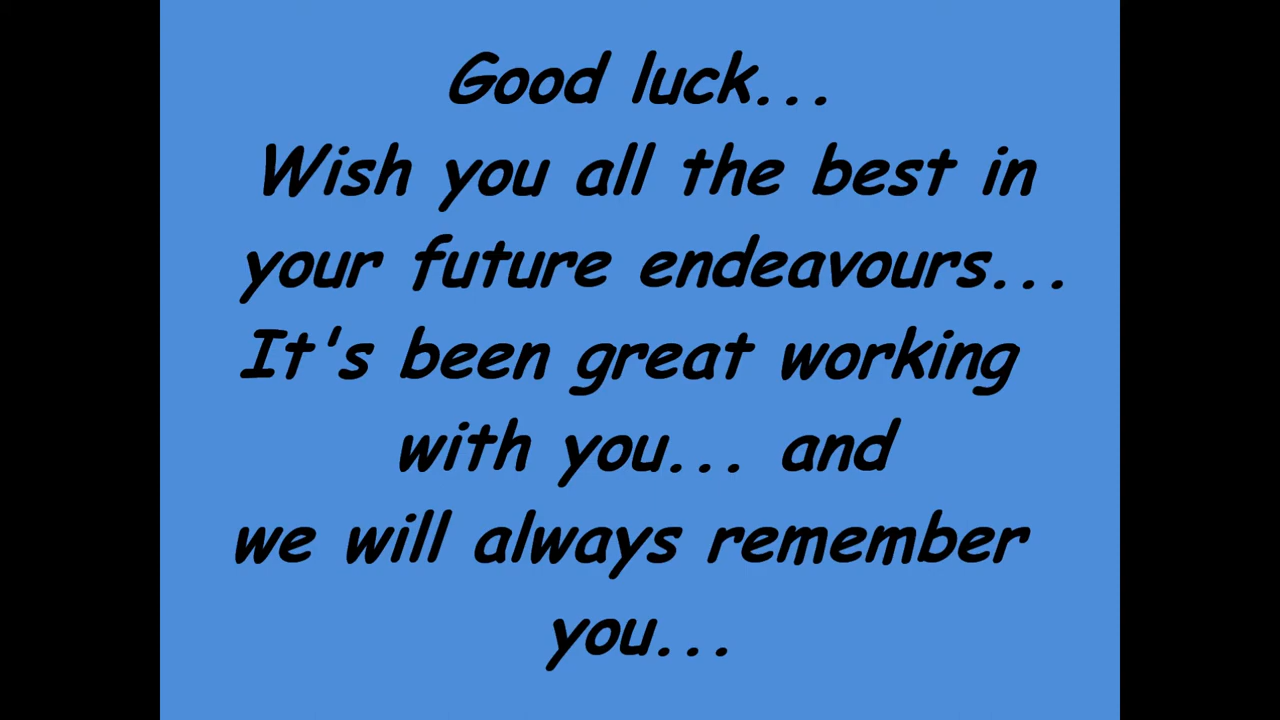 Good luck...
Wish you all the best in
your future endeavours...
It's been great working
with you... and
we will always remember
you...